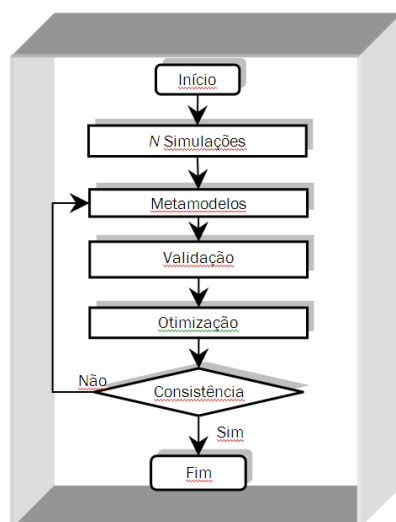 Início
N Simulações
Metamodelos
Validação
Otimização
Não
Consistência
Sim
Fim